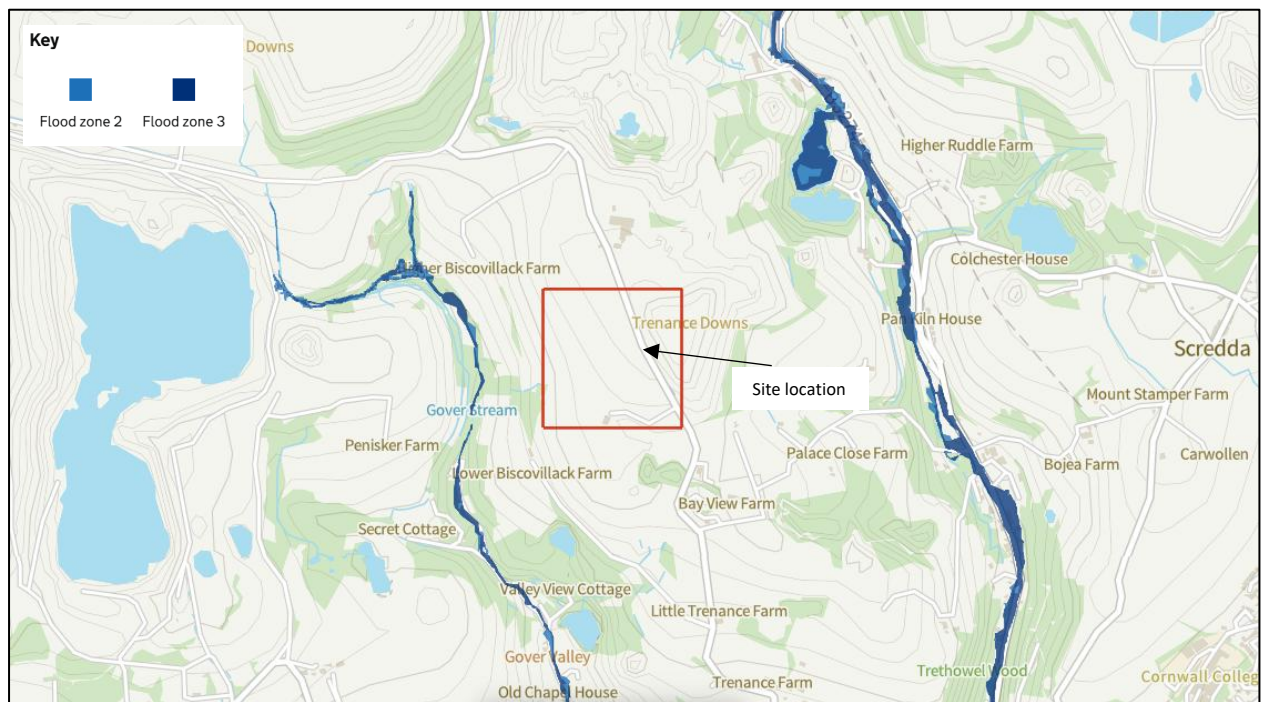 Key
Flood zone 2
Flood zone 3
Downs
Higher Ruddle Farm
Colchester House
Biscovillack Farm
Trenance Downs
House
Scredda
Site location
Mount Stamper Farm
Gover Stream
Penisker Farm
Palace Close Farm
Carwollen
Bojea Farm
Lower Biscovillack Farm
Bay View Farm
Secret Cottage
Valley View Cottage
Little Trenance Farm
Gover Valley
Trethowel Wood
Trenance Farm
Cornwall Colleg
Old Chapel House